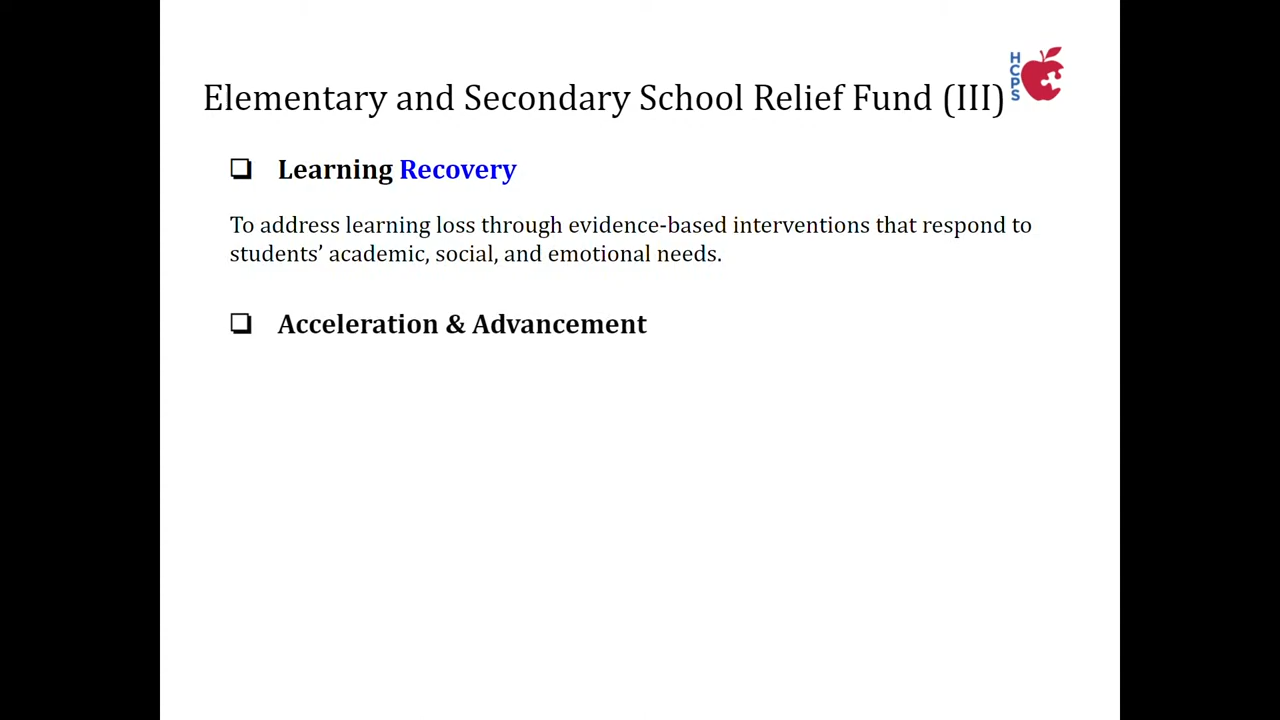 Elementary and Secondary School Relief Fund (III)
HCPS
❏ Learning Recovery
To address learning loss through evidence-based interventions that respond to
students’ academic, social, and emotional needs.
❏ Acceleration & Advancement